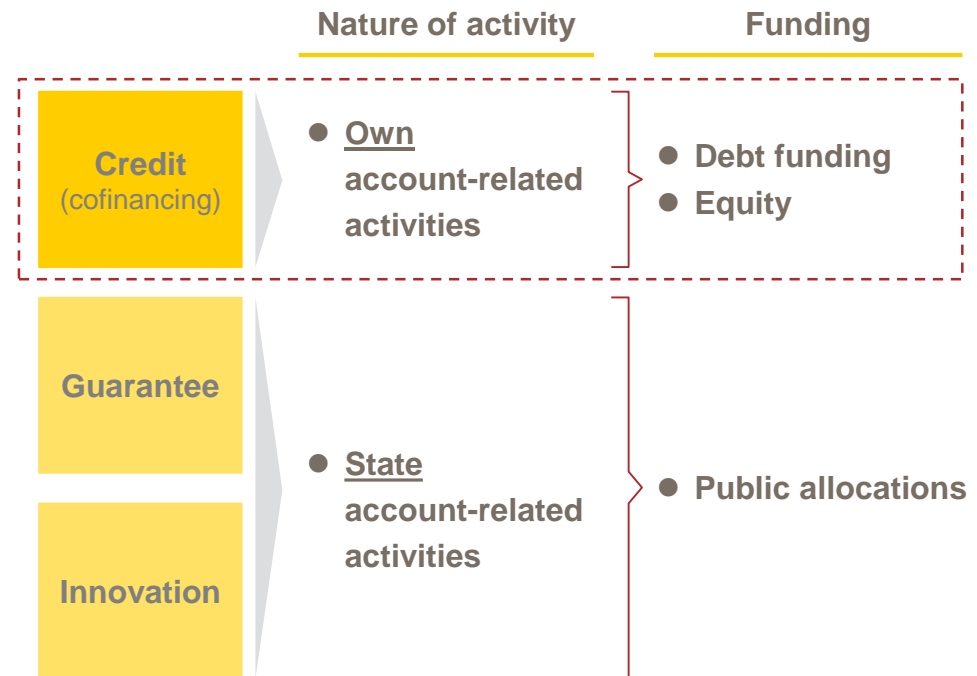 Nature of activity
Funding
Credit
(cofinancing)
● Own
account-related
activities
● Debt funding
● Equity
Guarantee
Innovation
● State
account-related
activities
● Public allocations